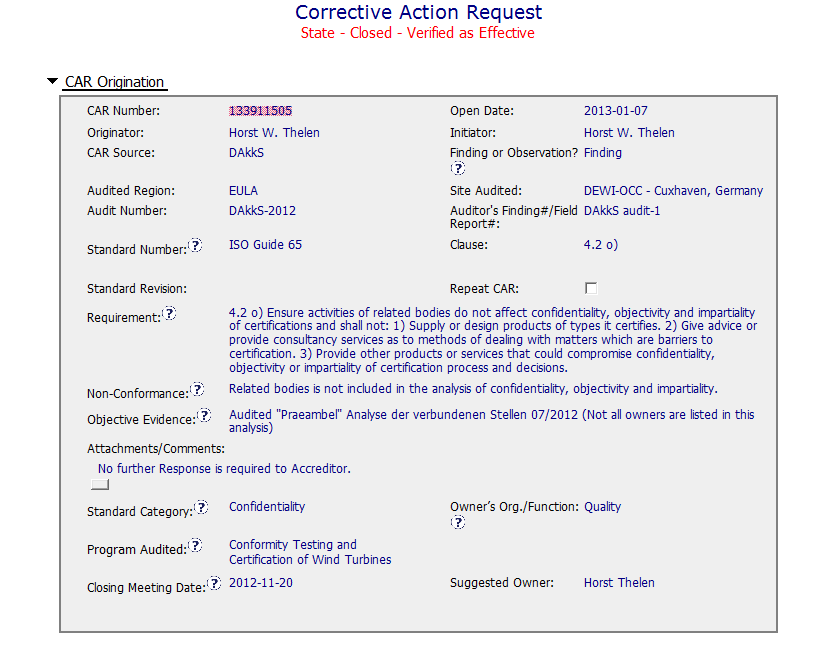 Corrective Action Request
State - Closed - Verified as Effective
CAR Origination
CAR Number: 133911505 Open Date: 2013-01-07
Originator: Horst W. Thelen Initiator: Horst W. Thelen
CAR Source: DAkkS Finding or Observation? Finding
?
Audited Region: EULA Site Audited: DEWI-OCC - Cuxhaven, Germany
Audit Number: DAkkS-2012 Auditor's Finding#/Field DAkkS audit-1
Report#:
Standard Number: ? ISO Guide 65 Clause: 4.2 o)
Standard Revision: Repeat CAR:
Requirement: ? 4.2 o) Ensure activities of related bodies do not affect confidentiality, objectivity and impartiality
of certifications and shall not: 1) Supply or design products of types it certifies. 2) Give advice or
provide consultancy services as to methods of dealing with matters which are barriers to
certification. 3) Provide other products or services that could compromise confidentiality,
objectivity or impartiality of certification process and decisions.
Non-Conformance: ? Related bodies is not included in the analysis of confidentiality, objectivity and impartiality.
Objective Evidence: ? Audited "Praeambel" Analyse der verbundenen Stellen 07/2012 (Not all owners are listed in this
analysis)
Attachments/Comments:
No further Response is required to Accreditor.
Standard Category: ? Confidentiality Owner's Org./Function: Quality
?
Program Audited: ? Conformity Testing and
Certification of Wind Turbines
Closing Meeting Date: ? 2012-11-20 Suggested Owner: Horst Thelen